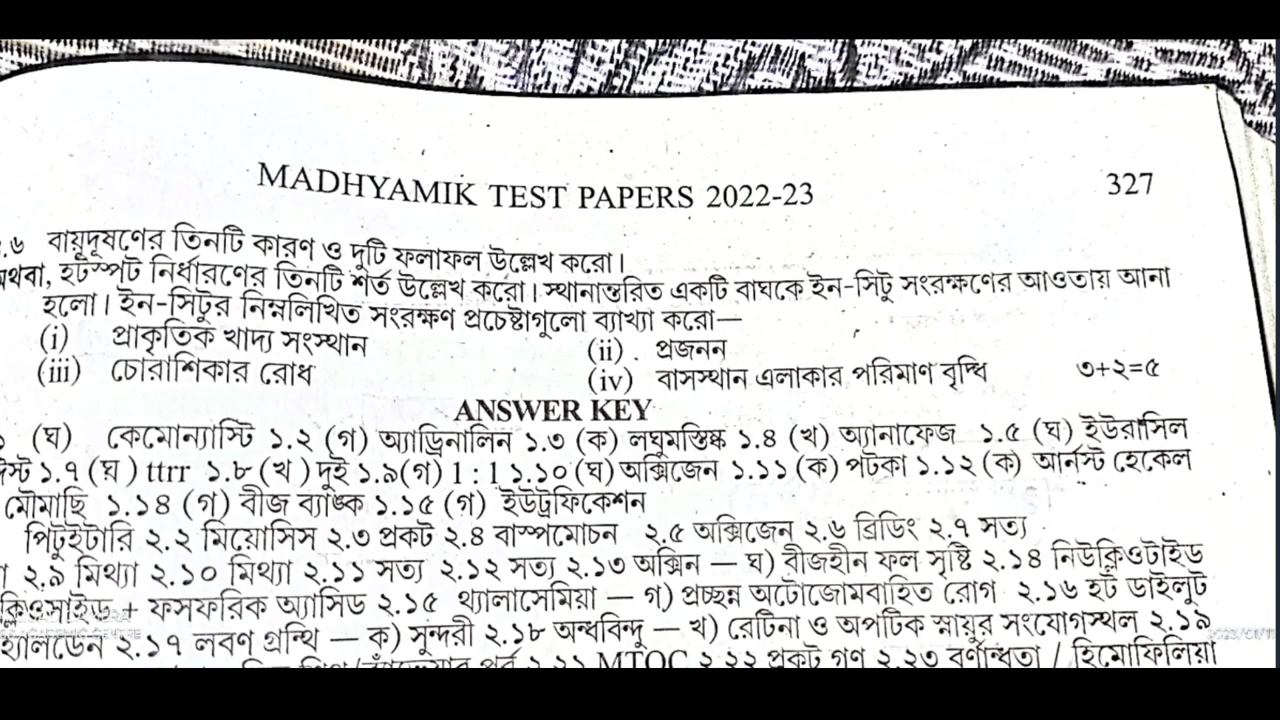 MADHYAMIK TEST PAPERS 2022-23 327
.৬ বায়ুদূষণের তিনটি কারণ ও দুটি ফলাফল উল্লেখ করো।
অথবা, হটস্পট নির্ধারণের তিনটি শর্ত উল্লেখ করো। স্থানান্তরিত একটি বাঘকে ইন-সিটু সংরক্ষণের আওতায় আনা
হলো। ইন-সিটুর নিম্নলিখিত সংরক্ষণ প্রচেষ্টাগুলো ব্যাখ্যা করো—
(i) প্রাকৃতিক খাদ্য সংস্থান (ii) . প্রজনন
(iii) চোরাশিকার রোধ (iv) বাসস্থান এলাকার পরিমাণ বৃদ্ধি ৩+২=৫
ANSWER KEY
(ঘ) কেমোন্যাস্টি ১.২ (গ) অ্যাড্রিনালিন ১.৩ (ক) লঘুমস্তিষ্ক ১.৪ (খ) অ্যানাফেজ ১.৫ (ঘ) ইউরাসিল
১.৭ (ঘ) ttrr ১.৮ (খ) দুই ১.৯(গ) 1 : 1 ১.১০ (ঘ) অক্সিজেন ১.১১ (ক) পটকা ১.১২ (ক) আর্নস্ট হেকেল
মৌমাছি ১.১৪ (গ) বীজ ব্যাঙ্ক ১.১৫ (গ) ইউট্রফিকেশন
পিটুইটারি ২.২ মিয়োসিস ২.৩ প্রকট ২.৪ বাস্পমোচন ২.৫ অক্সিজেন ২.৬ ব্রিডিং ২.৭ সত্য
২.৯ মিথ্যা ২.১০ মিথ্যা ২.১১ সত্য ২.১২ সত্য ২.১৩ অক্সিন — ঘ) বীজহীন ফল সৃষ্টি ২.১৪ নিউক্লিওটাইড
ক্লিওসাইড + ফসফরিক অ্যাসিড ২.১৫ থ্যালাসেমিয়া — গ) প্রচ্ছন্ন অটোজোমবাহিত রোগ ২.১৬ হট ডাইলুট
হ্যালডেন ২.১৭ লবণ গ্রন্থি — ক) সুন্দরী ২.১৮ অন্ধবিন্দু — খ) রেটিনা ও অপটিক স্নায়ুর সংযোগস্থল ২.১৯
MTOC ২.২২ প্রকট গুণ ২.২৩ বর্ণান্ধতা / হিমোফিলিয়া